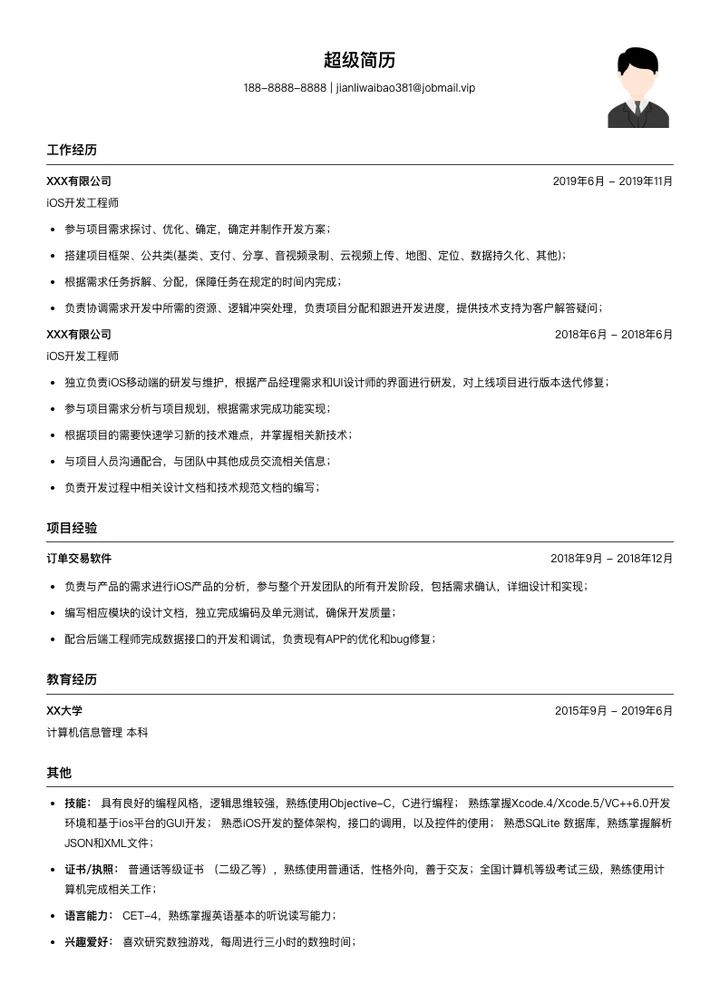 超级简历
188-8888-8888 | jianliwaibao381@jobmail.vip
工作经历
XXX有限公司 2019年6月 – 2019年11月
iOS开发工程师
• 参与项目需求探讨、优化、确定，确定并制作开发方案；
• 搭建项目框架、公共类(基类、支付、分享、音视频录制、云视频上传、地图、定位、数据持久化、其他)；
• 根据需求任务拆解、分配，保障任务在规定的时间内完成；
• 负责协调需求开发中所需的资源、逻辑冲突处理，负责项目分配和跟进开发进度，提供技术支持为客户解答疑问；
XXX有限公司 2018年6月 – 2018年6月
iOS开发工程师
• 独立负责iOS移动端的研发与维护，根据产品经理需求和UI设计师的界面进行研发，对上线项目进行版本迭代修复；
• 参与项目需求分析与项目规划，根据需求完成功能实现；
• 根据项目的需要快速学习新的技术难点，并掌握相关新技术；
• 与项目人员沟通配合，与团队中其他成员交流相关信息；
• 负责开发过程中相关设计文档和技术规范文档的编写；
项目经验
订单交易软件 2018年9月 – 2018年12月
• 负责与产品的需求进行iOS产品的分析，参与整个开发团队的所有开发阶段，包括需求确认，详细设计和实现；
• 编写相应模块的设计文档，独立完成编码及单元测试，确保开发质量；
• 配合后端工程师完成数据接口的开发和调试，负责现有APP的优化和bug修复；
教育经历
XX大学 2015年9月 – 2019年6月
计算机信息管理 本科
其他
• 技能： 具有良好的编程风格，逻辑思维较强，熟练使用Objective-C，C进行编程； 熟练掌握Xcode.4/Xcode.5/VC++6.0开发
环境和基于ios平台的GUI开发； 熟悉iOS开发的整体架构，接口的调用，以及控件的使用； 熟悉SQLite 数据库，熟练掌握解析
JSON和XML文件；
• 证书/执照： 普通话等级证书 （二级乙等），熟练使用普通话，性格外向，善于交友；全国计算机等级考试三级，熟练使用计
算机完成相关工作；
• 语言能力： CET-4，熟练掌握英语基本的听说读写能力；
• 兴趣爱好： 喜欢研究数独游戏，每周进行三小时的数独时间；